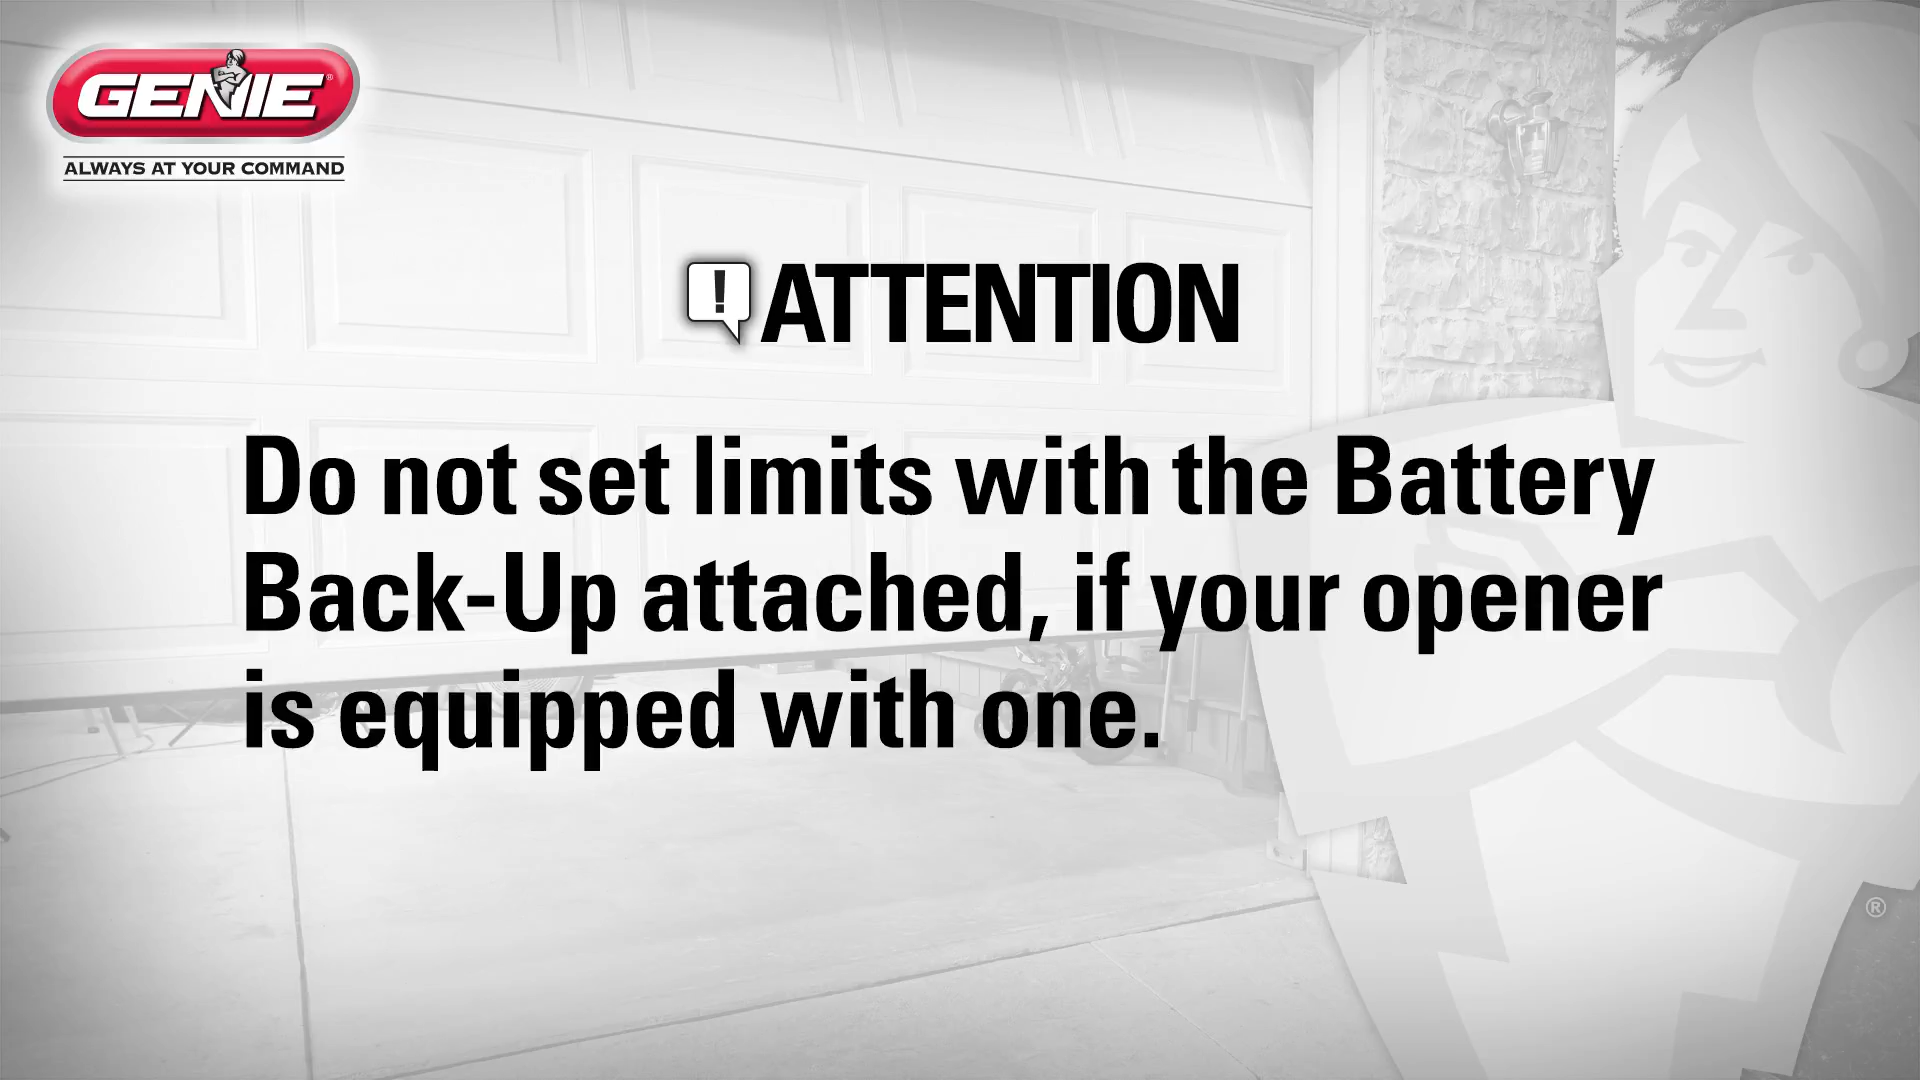 GENIE®
ALWAYS AT YOUR COMMAND
! ATTENTION
Do not set limits with the Battery
Back-Up attached, if your opener
is equipped with one.
®